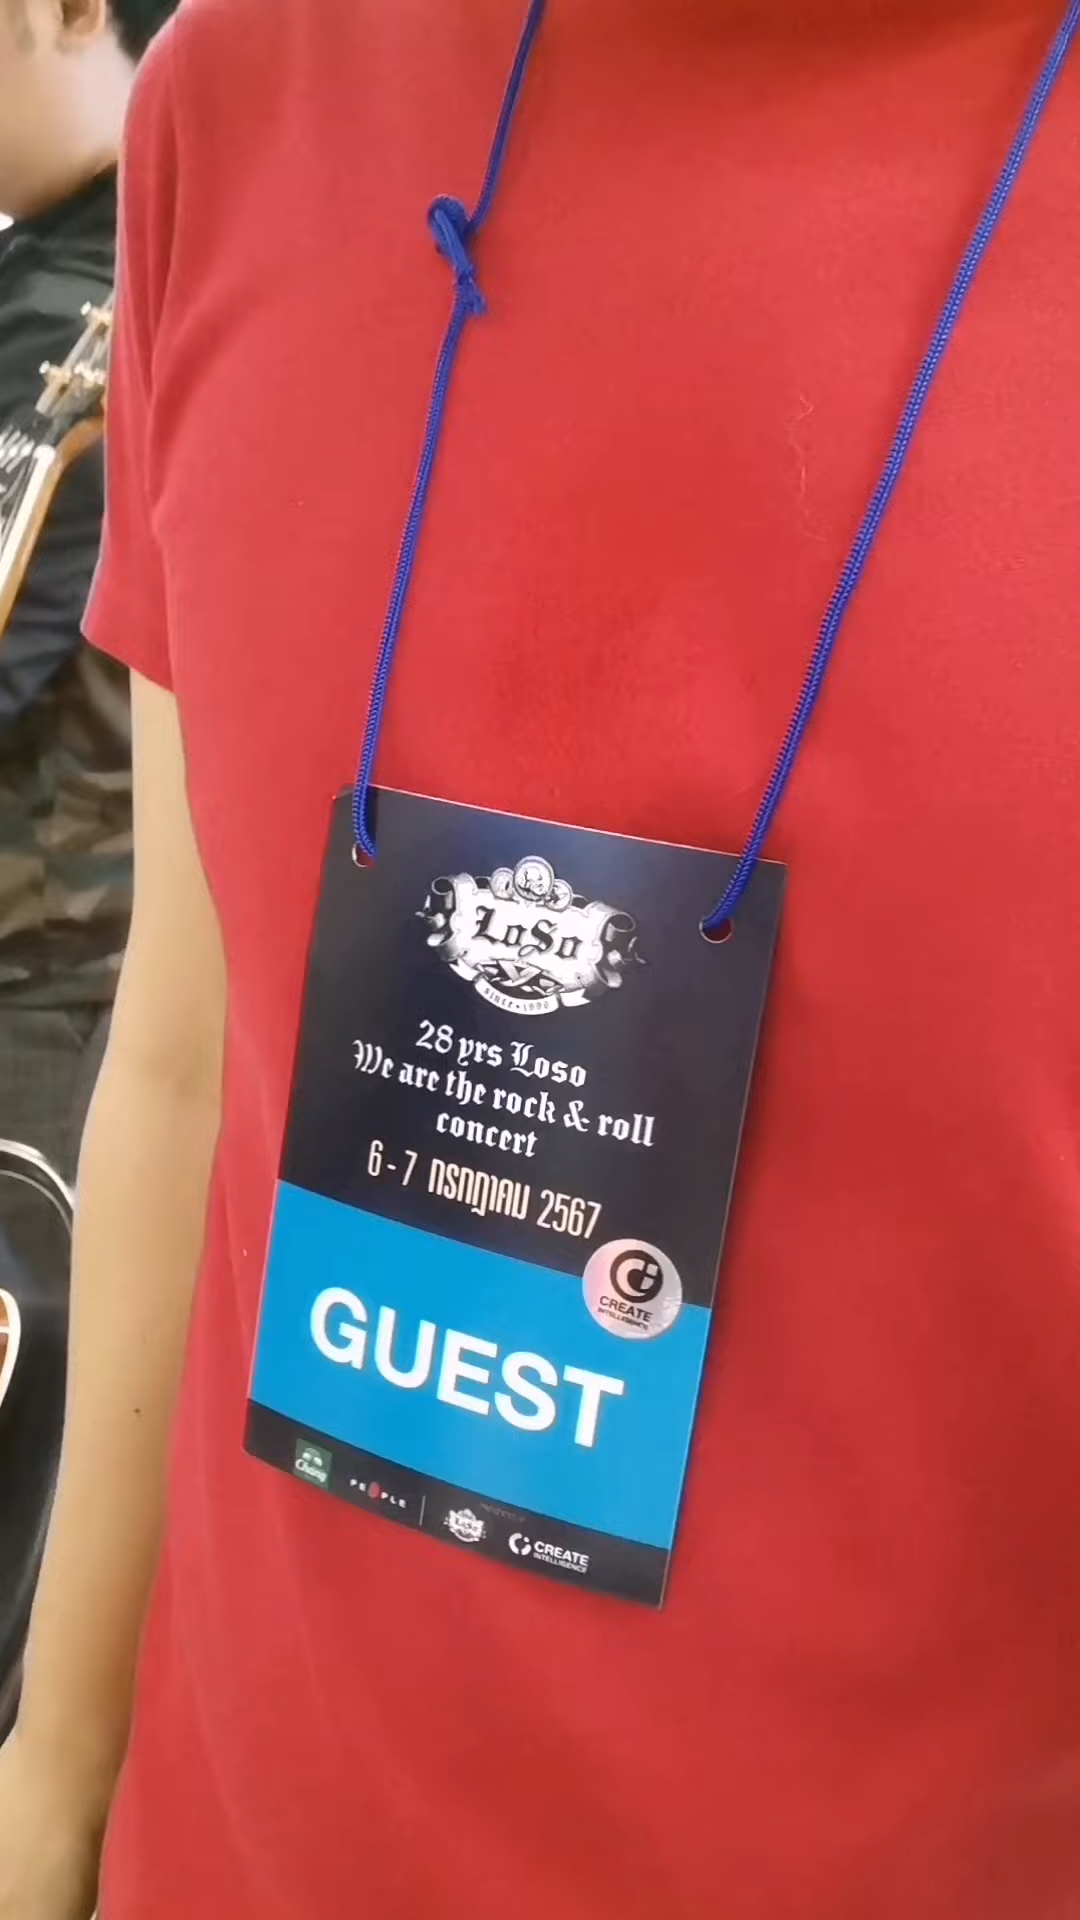 LoSo
since•1996
28 yrs Loso
We are the rock & roll
concert
6 - 7 กรกฎาคม 2567
CREATE
INTELLIGENCE
GUEST
Chang
PEOPLE
LoSo
CREATE
INTELLIGENCE